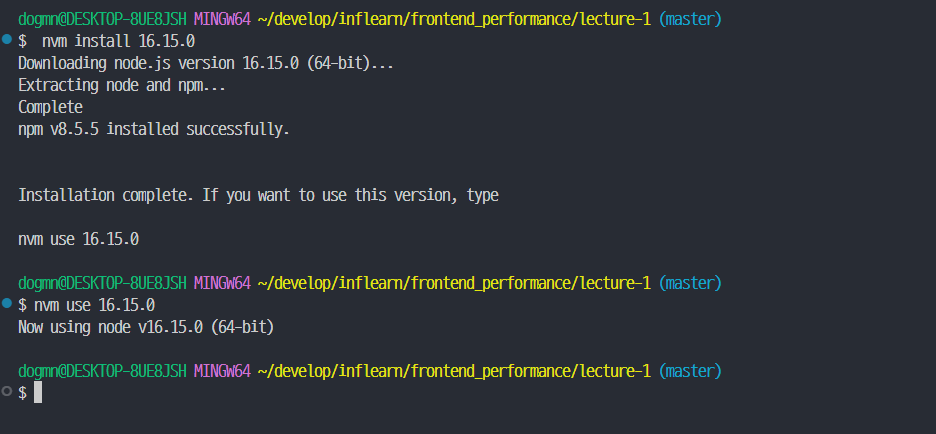 dogmn@DESKTOP-8UE8JSH MINGW64 ~/develop/inflearn/frontend_performance/lecture-1 (master)
$  nvm install 16.15.0
Downloading node.js version 16.15.0 (64-bit)...
Extracting node and npm...
Complete
npm v8.5.5 installed successfully.
Installation complete. If you want to use this version, type
nvm use 16.15.0
dogmn@DESKTOP-8UE8JSH MINGW64 ~/develop/inflearn/frontend_performance/lecture-1 (master)
$ nvm use 16.15.0
Now using node v16.15.0 (64-bit)
dogmn@DESKTOP-8UE8JSH MINGW64 ~/develop/inflearn/frontend_performance/lecture-1 (master)
$